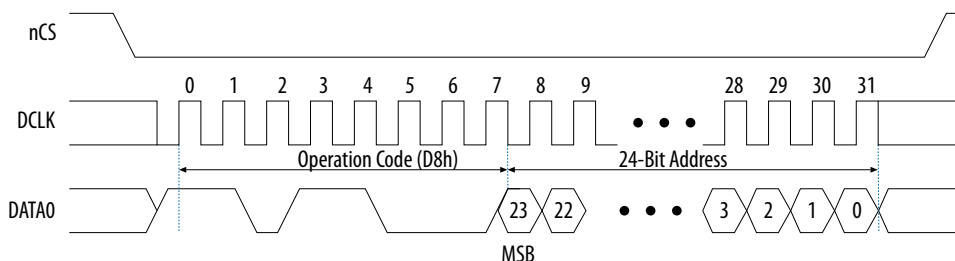 nCS
0 1 2 3 4 5 6 7 8 9 28 29 30 31
DCLK
Operation Code (D8h) 24-Bit Address
DATA0 23 22 3 2 1 0
MSB